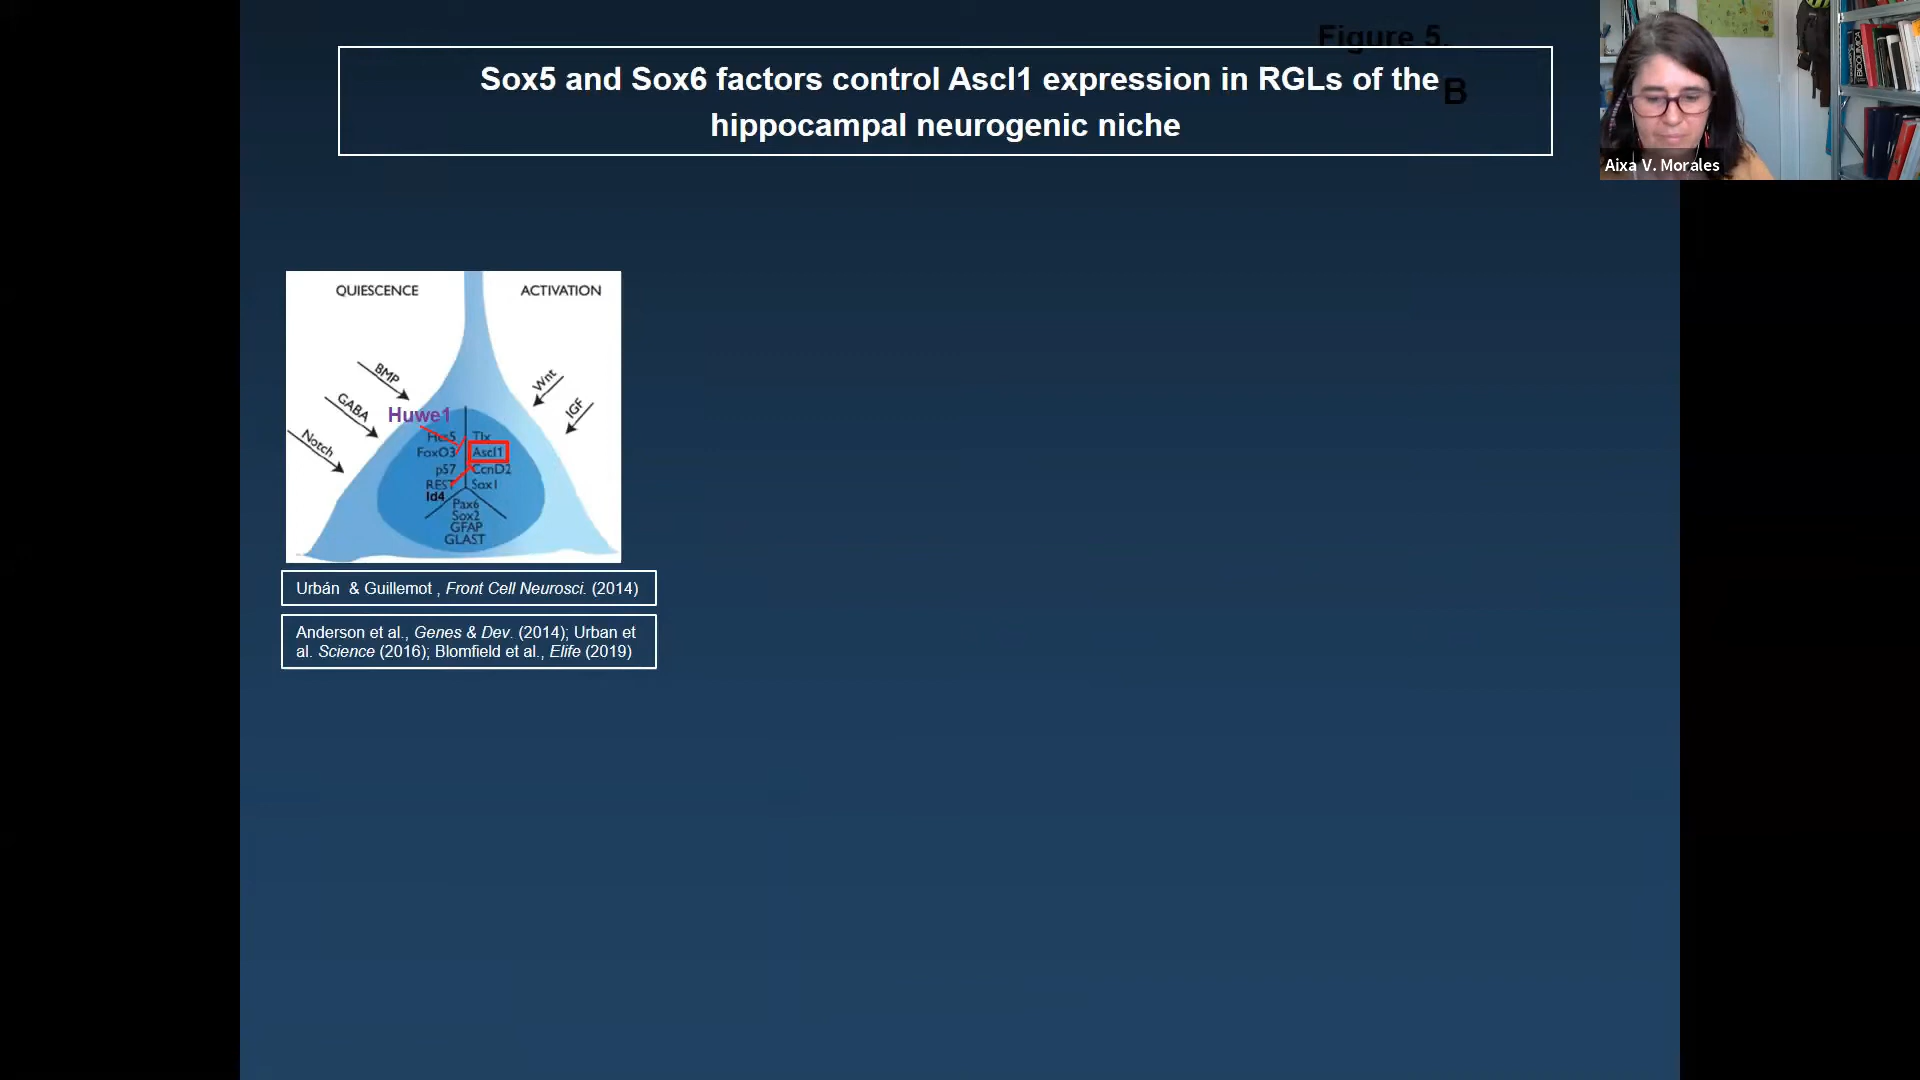 Figure 5.
Sox5 and Sox6 factors control Ascl1 expression in RGLs of the
B
hippocampal neurogenic niche
Aixa V. Morales
BIOQUIMICA
QUIESCENCE
ACTIVATION
BMP
Wnt
GABA
IGF
Huwe1
Notch
Hes5 Tlx
FoxO3 Ascl1
p57 CcnD2
REST Sox1
Id4
Pax6
Sox2
GFAP
GLAST
Urbán & Guillemot , Front Cell Neurosci. (2014)
Anderson et al., Genes & Dev. (2014); Urban et
al. Science (2016); Blomfield et al., Elife (2019)